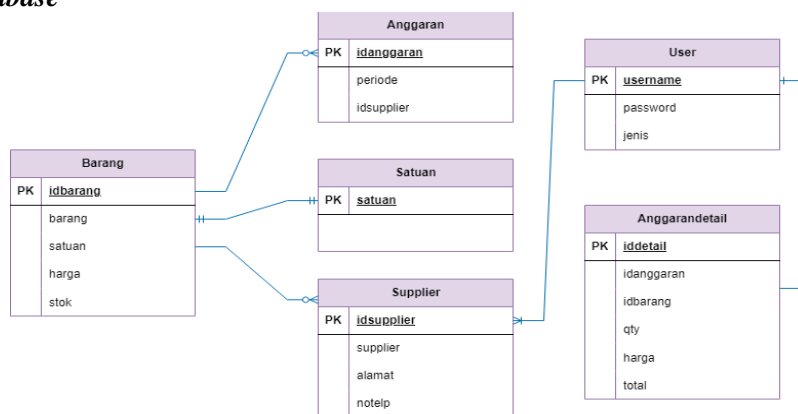 Anggaran
PK idanggaran
periode
idsupplier
User
PK username
password
jenis
Barang
PK idbarang
barang
satuan
harga
stok
Satuan
PK satuan
Anggarandetail
PK iddetail
idanggaran
idbarang
qty
harga
total
Supplier
PK idsupplier
supplier
alamat
notelp